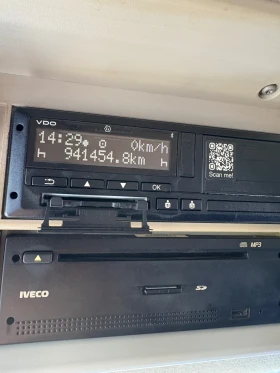 VDO
14:29 0km/h
h 941454.8km h
Scan me!
OK
MP3
IVECO
SD